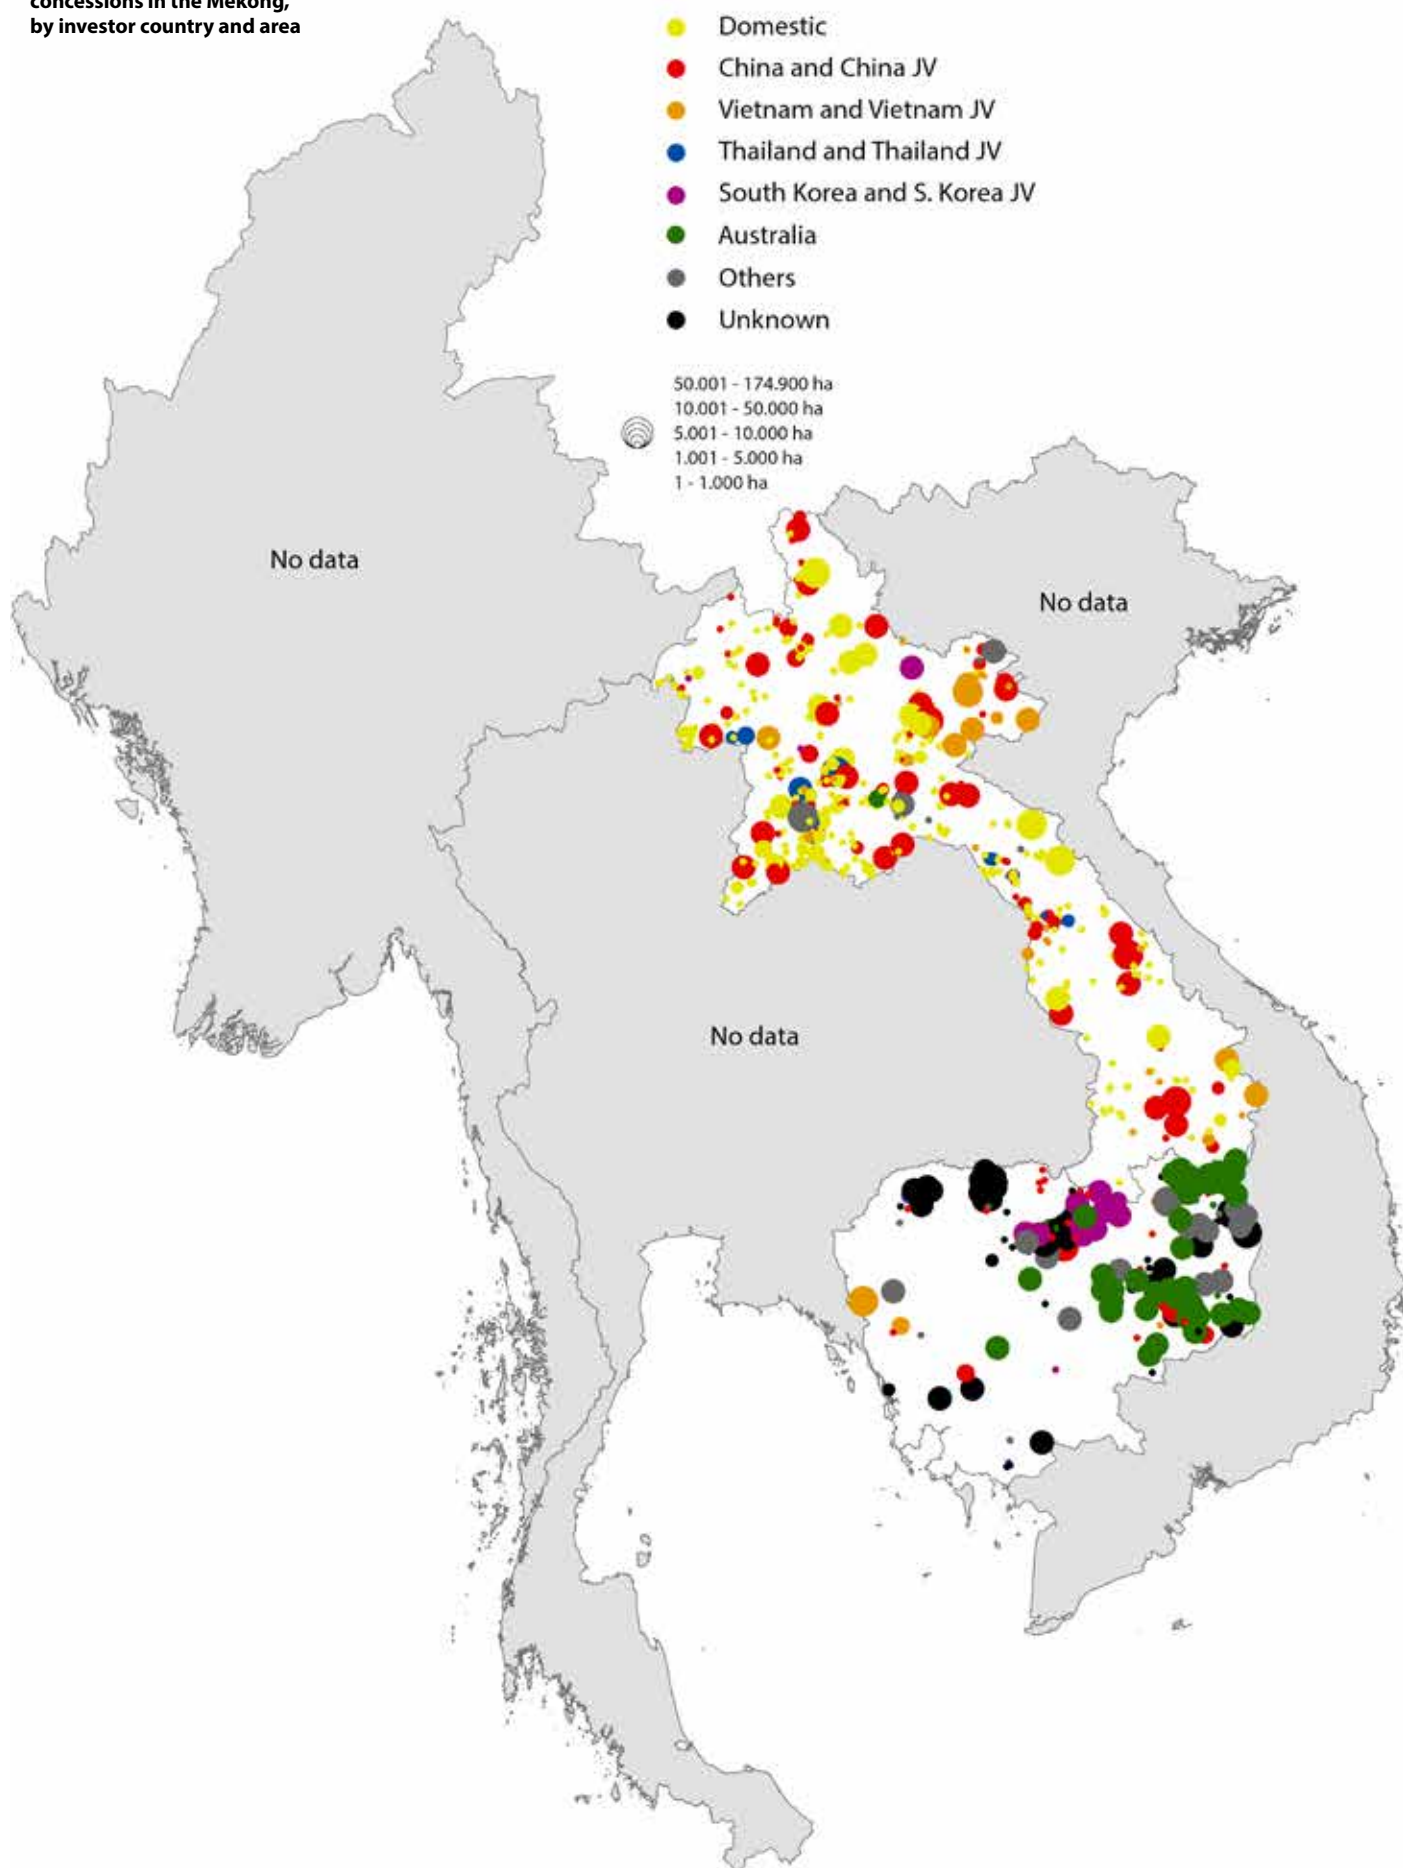 concessions in the Mekong,
by investor country and area
Domestic
China and China JV
Vietnam and Vietnam JV
Thailand and Thailand JV
South Korea and S. Korea JV
Australia
Others
Unknown
50.001 - 174.900 ha
10.001 - 50.000 ha
5.001 - 10.000 ha
1.001 - 5.000 ha
1 - 1.000 ha
No data
No data
No data